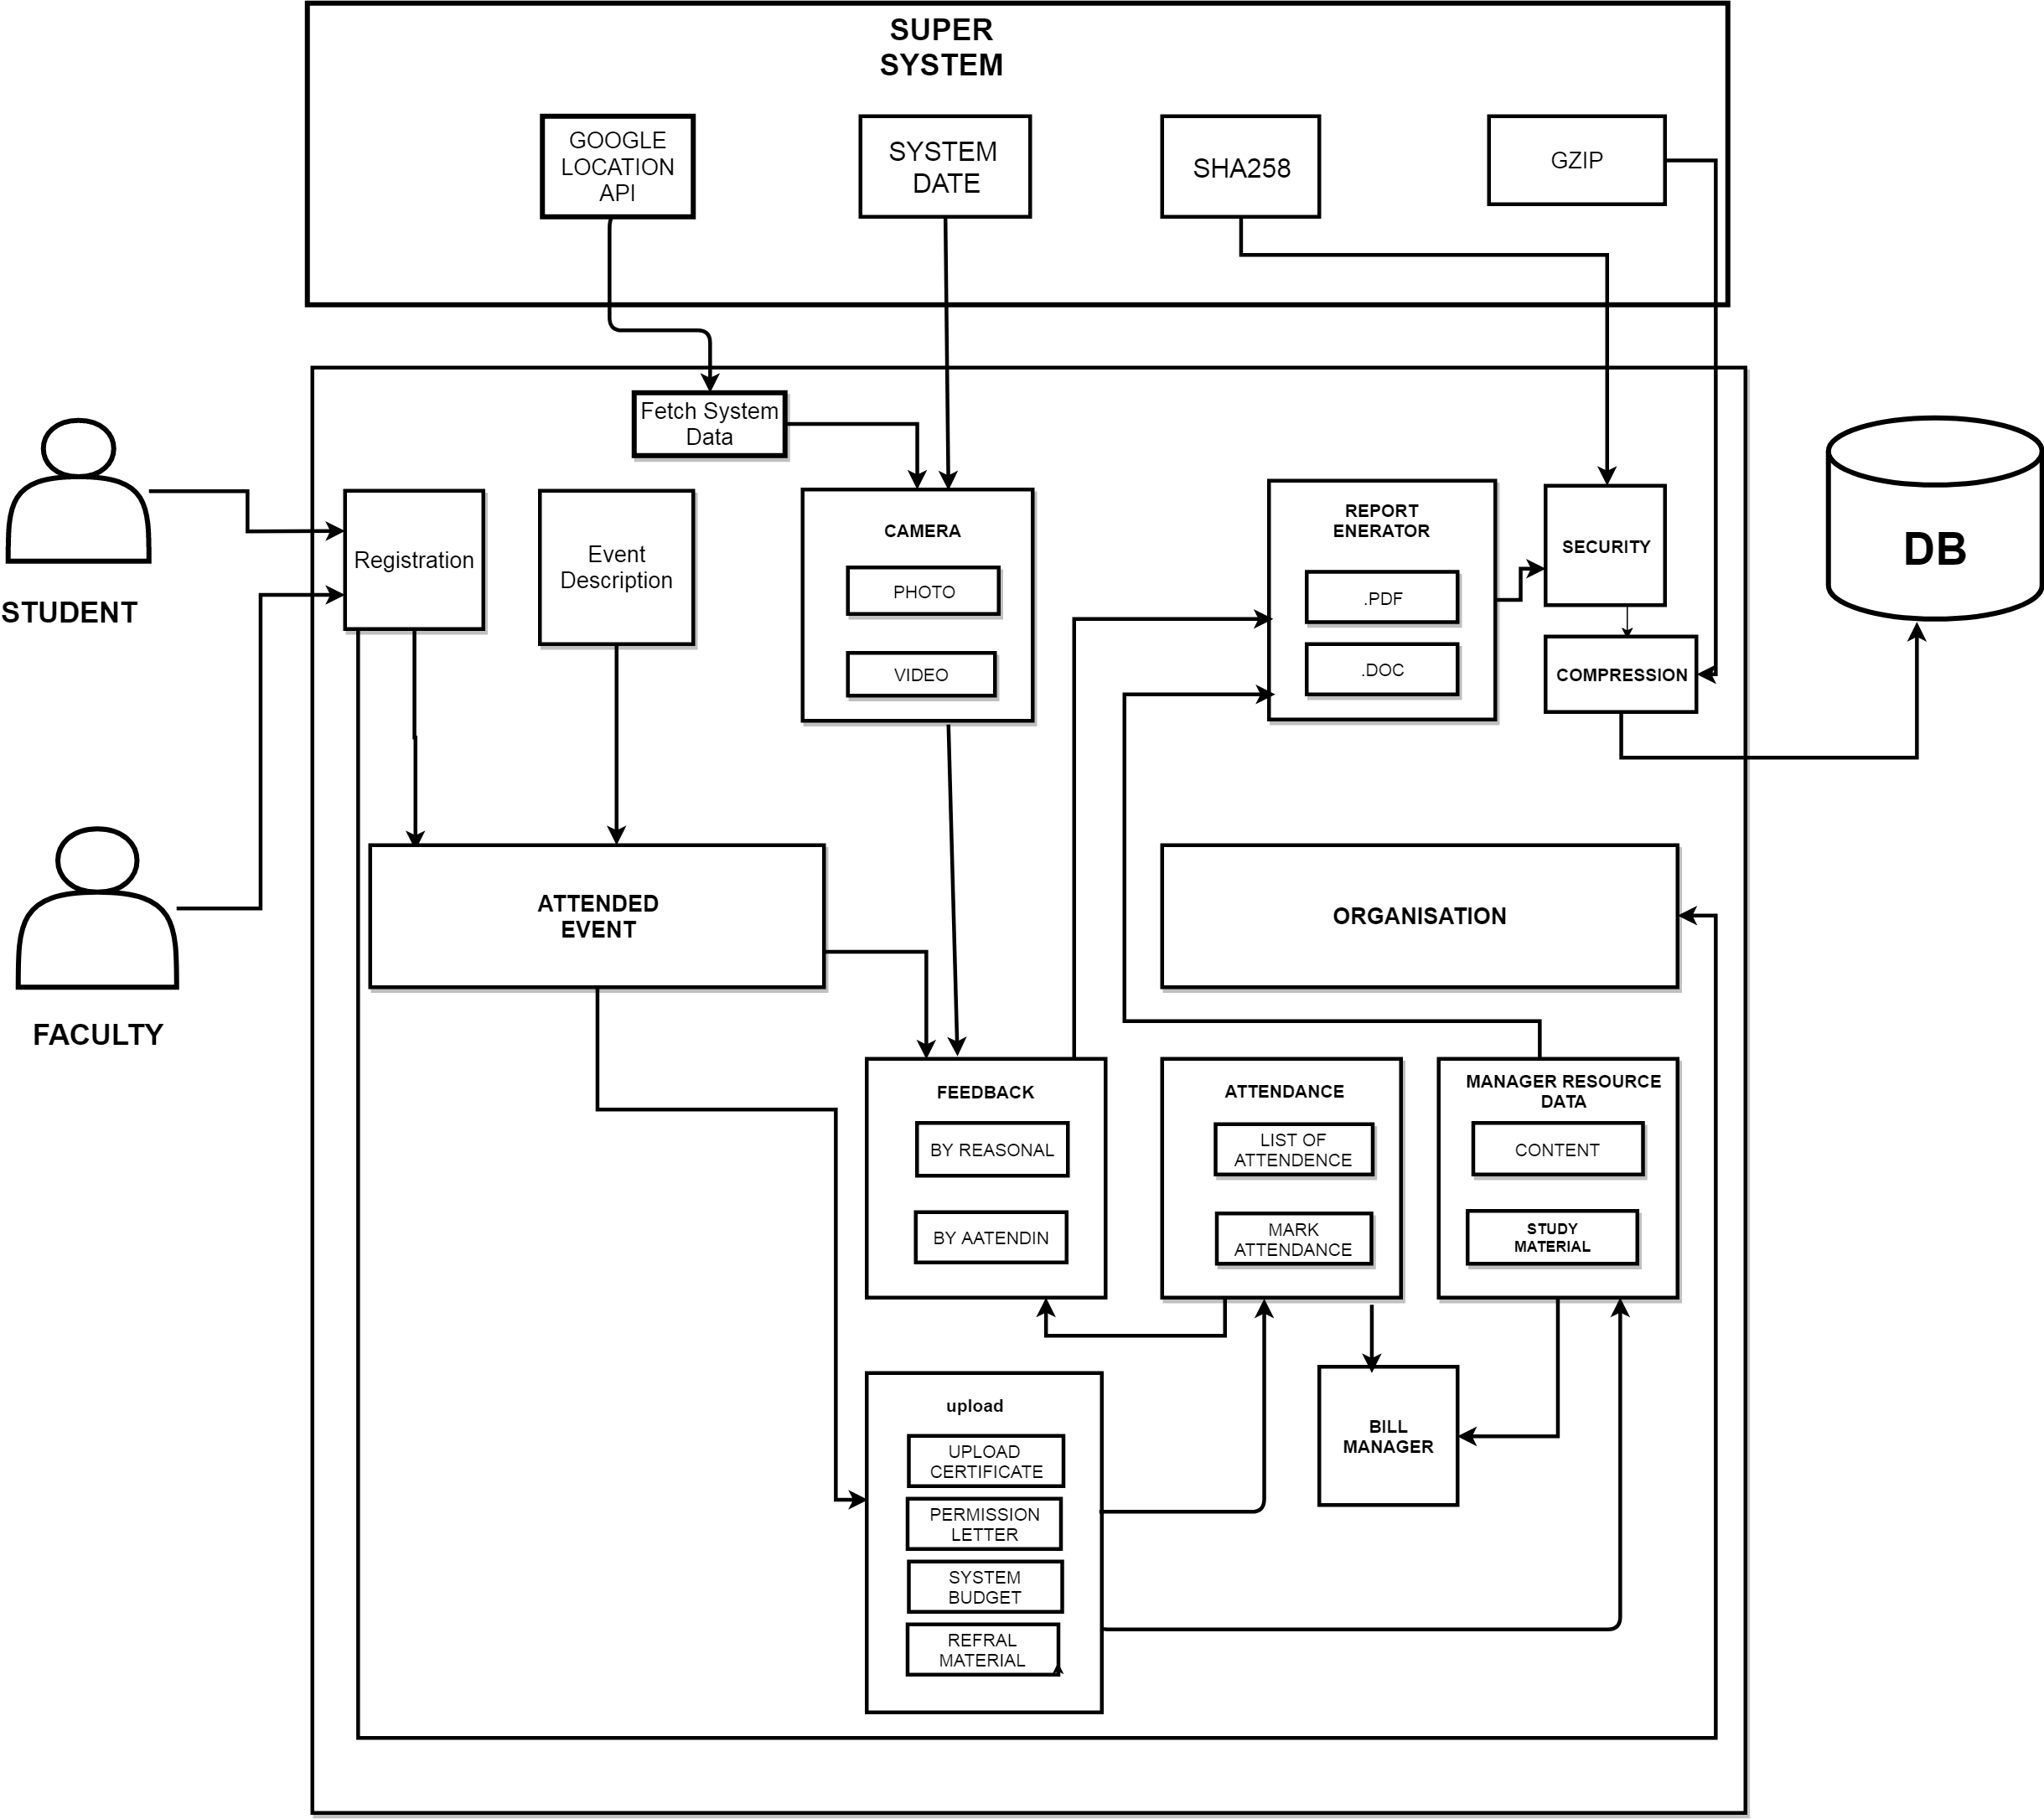 SUPER
SYSTEM
GOOGLE
LOCATION
API
SYSTEM
DATE
SHA258
GZIP
Fetch System
Data
STUDENT
FACULTY
Registration
Event
Description
CAMERA
PHOTO
VIDEO
REPORT
ENERATOR
.PDF
.DOC
SECURITY
COMPRESSION
DB
ATTENDED
EVENT
ORGANISATION
FEEDBACK
BY REASONAL
BY AATENDIN
ATTENDANCE
LIST OF
ATTENDENCE
MARK
ATTENDANCE
MANAGER RESOURCE
DATA
CONTENT
STUDY
MATERIAL
upload
UPLOAD
CERTIFICATE
PERMISSION
LETTER
SYSTEM
BUDGET
REFRAL
MATERIAL
BILL
MANAGER